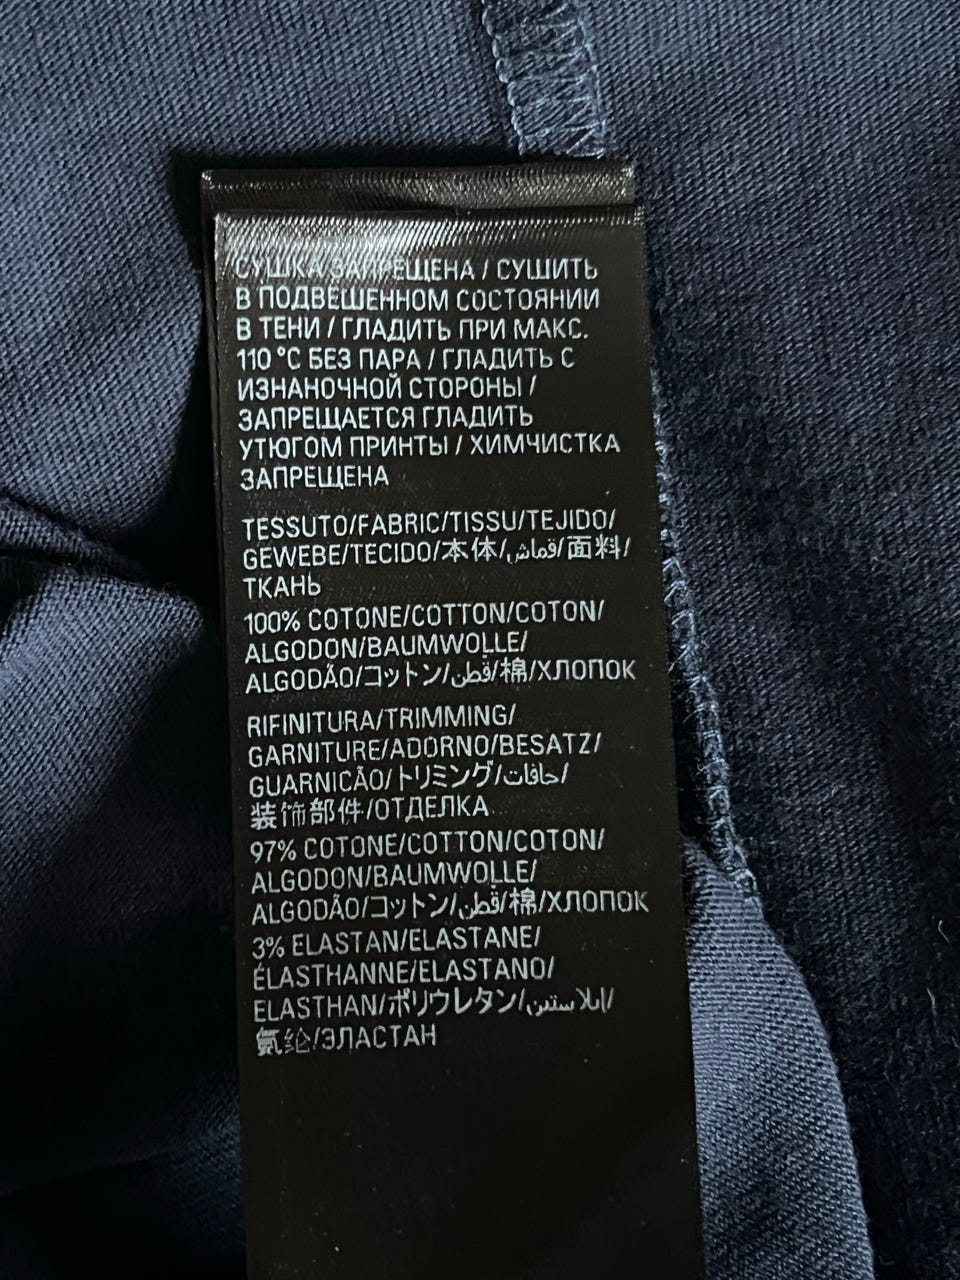 СУШКА ЗАПРЕЩЕНА / СУШИТЬ
В ПОДВЕШЕННОМ СОСТОЯНИИ
В ТЕНИ / ГЛАДИТЬ ПРИ МАКС.
110 °C БЕЗ ПАРА / ГЛАДИТЬ С
ИЗНАНОЧНОЙ СТОРОНЫ /
ЗАПРЕЩАЕТСЯ ГЛАДИТЬ
УТЮГОМ ПРИНТЫ / ХИМЧИСТКА
ЗАПРЕЩЕНА
TESSUTO/FABRIC/TISSU/TEJIDO/
GEWEBE/TECIDO/本体/قماش/面料/
ТКАНЬ
100% COTONE/COTTON/COTON/
ALGODON/BAUMWOLLE/
ALGODÃO/コットン/قطن/棉/ХЛОПОК
RIFINITURA/TRIMMING/
GARNITURE/ADORNO/BESATZ/
GUARNICÃO/トリミング/حافات/
装饰部件/ОТДЕЛКА
97% COTONE/COTTON/COTON/
ALGODON/BAUMWOLLE/
ALGODÃO/コットン/قطن/棉/ХЛОПОК
3% ELASTAN/ELASTANE/
ÉLASTHANNE/ELASTANO/
ELASTHAN/ポリウレタン/إيلاستين/
氨纶/ЭЛАСТАН